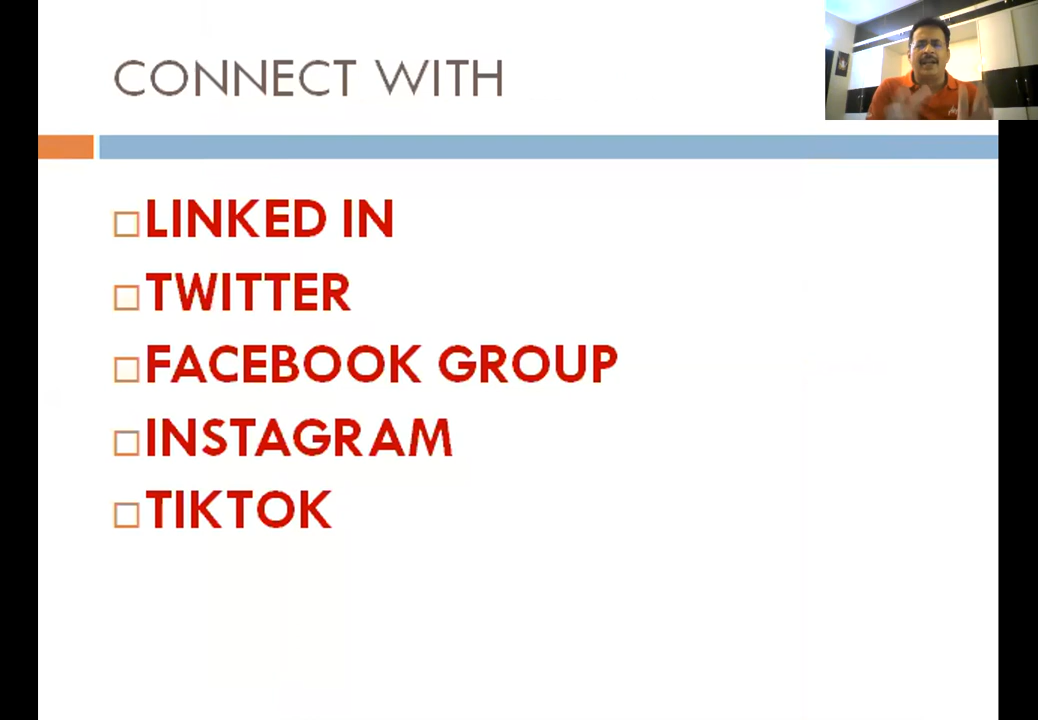 CONNECT WITH
LINKED IN
TWITTER
FACEBOOK GROUP
INSTAGRAM
TIKTOK